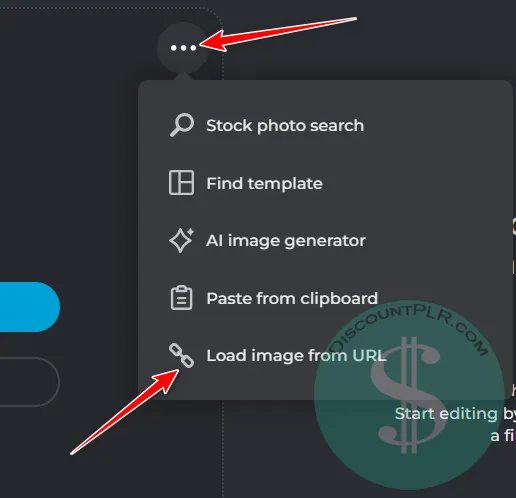 Stock photo search
Find template
AI image generator
Paste from clipboard
Load image from URL
DISCOUNTPLR.COM
$
Start editing by
a fi